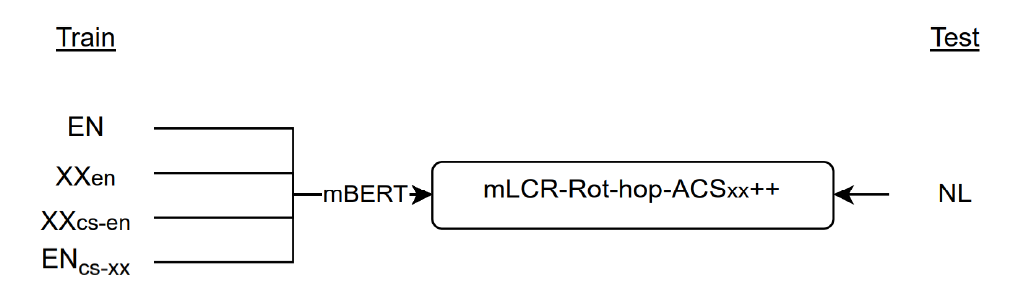 Train
Test
EN
XXen
XXcs-en
ENcs-xx
mBERT
mLCR-Rot-hop-ACSxx++
NL